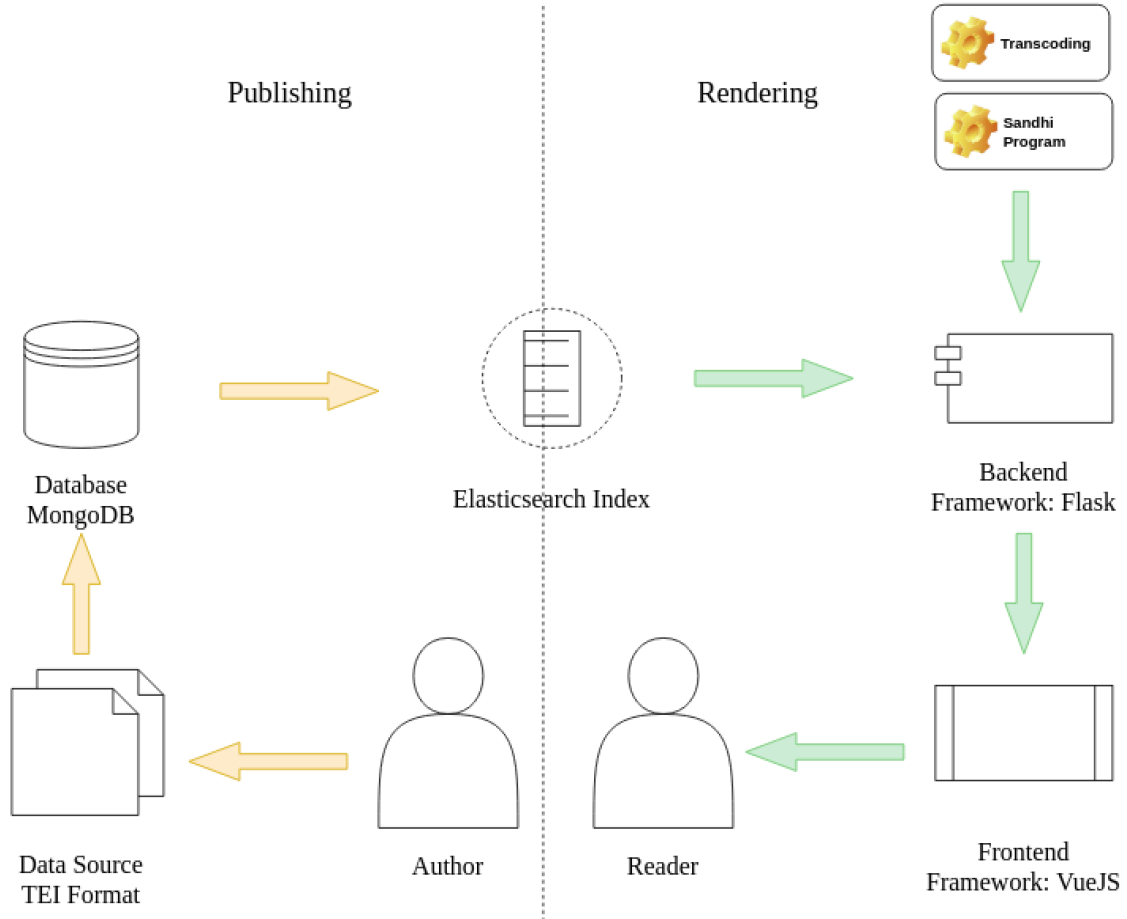 Publishing
Rendering
Transcoding
Sandhi
Program
Database
MongoDB
Elasticsearch Index
Backend
Framework: Flask
Data Source
TEI Format
Author
Reader
Frontend
Framework: VueJS